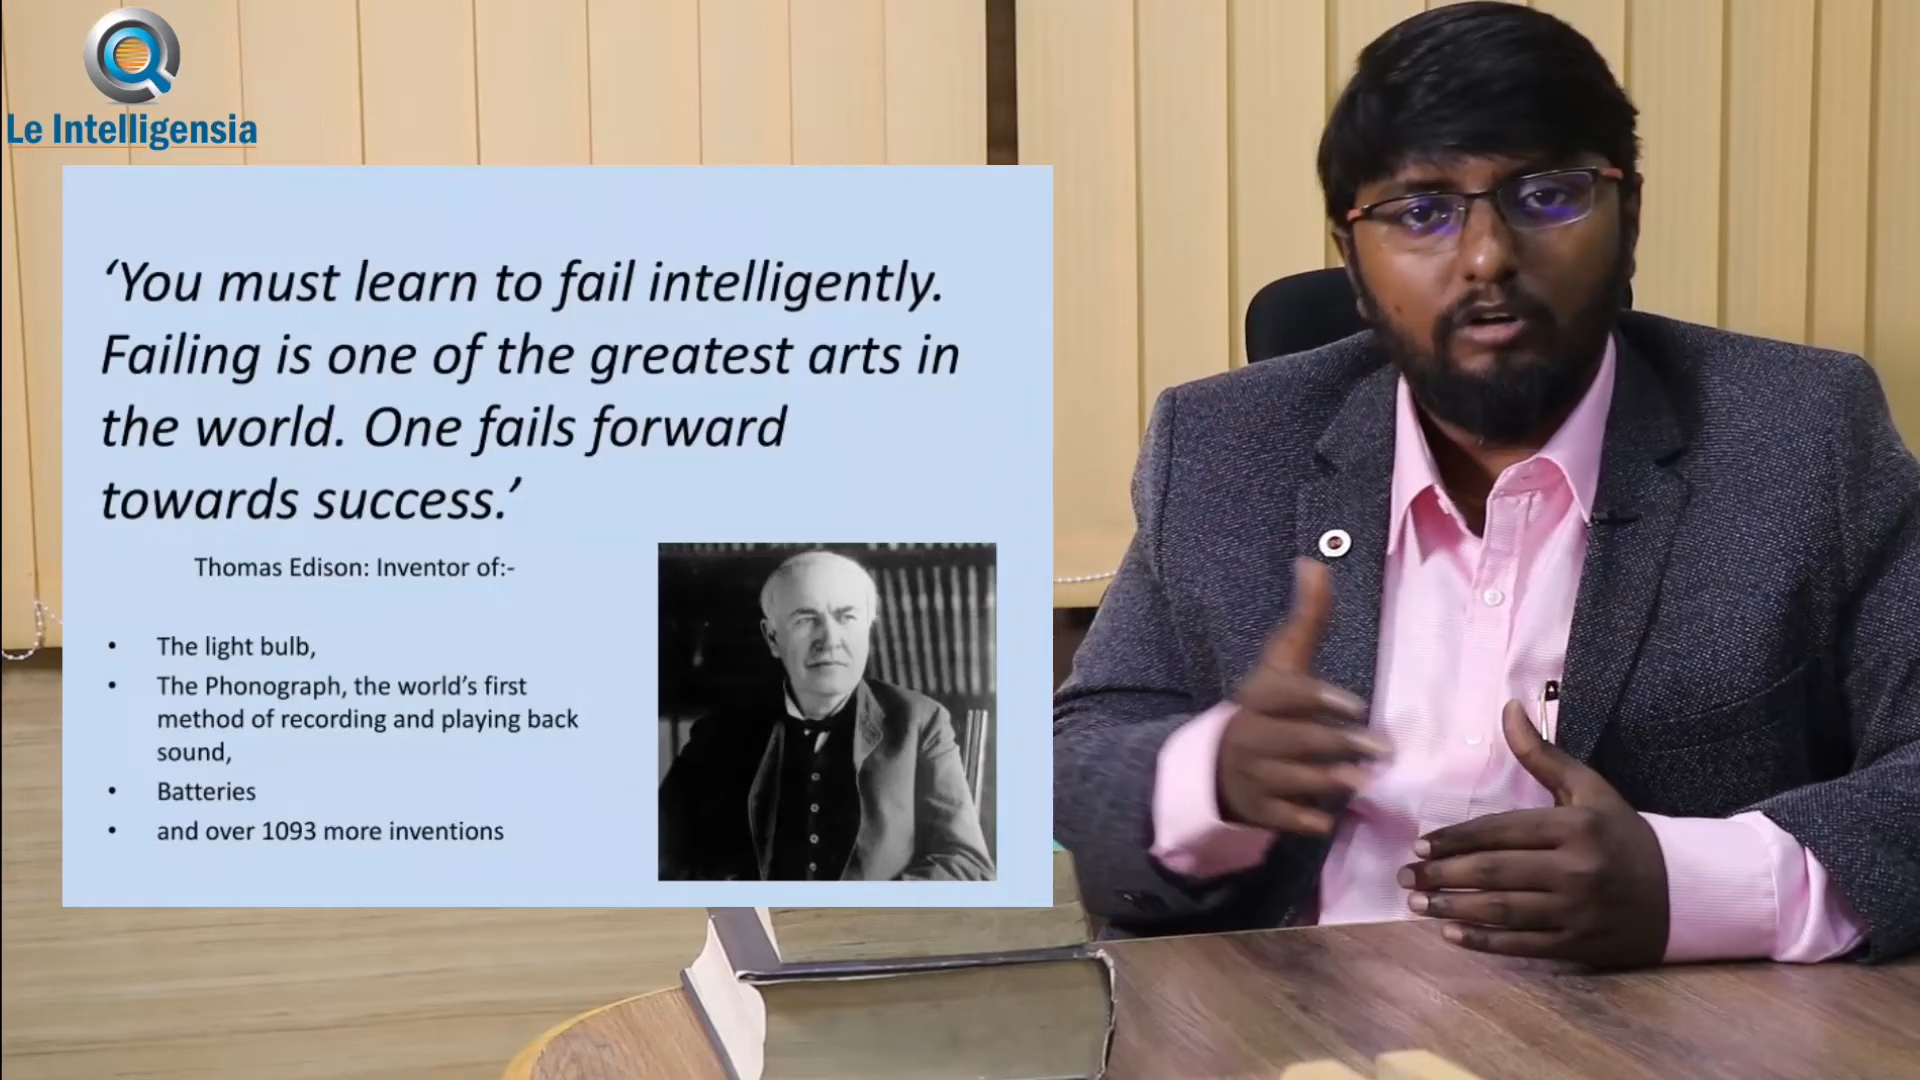 Le Intelligensia
‘You must learn to fail intelligently.
Failing is one of the greatest arts in
the world. One fails forward
towards success.’
Thomas Edison: Inventor of:-
• The light bulb,
• The Phonograph, the world’s first
method of recording and playing back
sound,
• Batteries
• and over 1093 more inventions